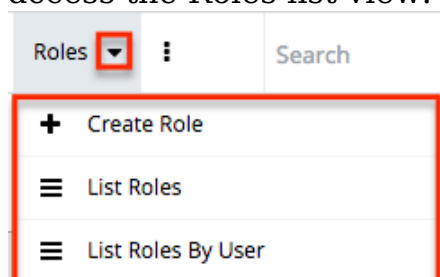 access the Roles list view.
Roles Search
Create Role
List Roles
List Roles By User